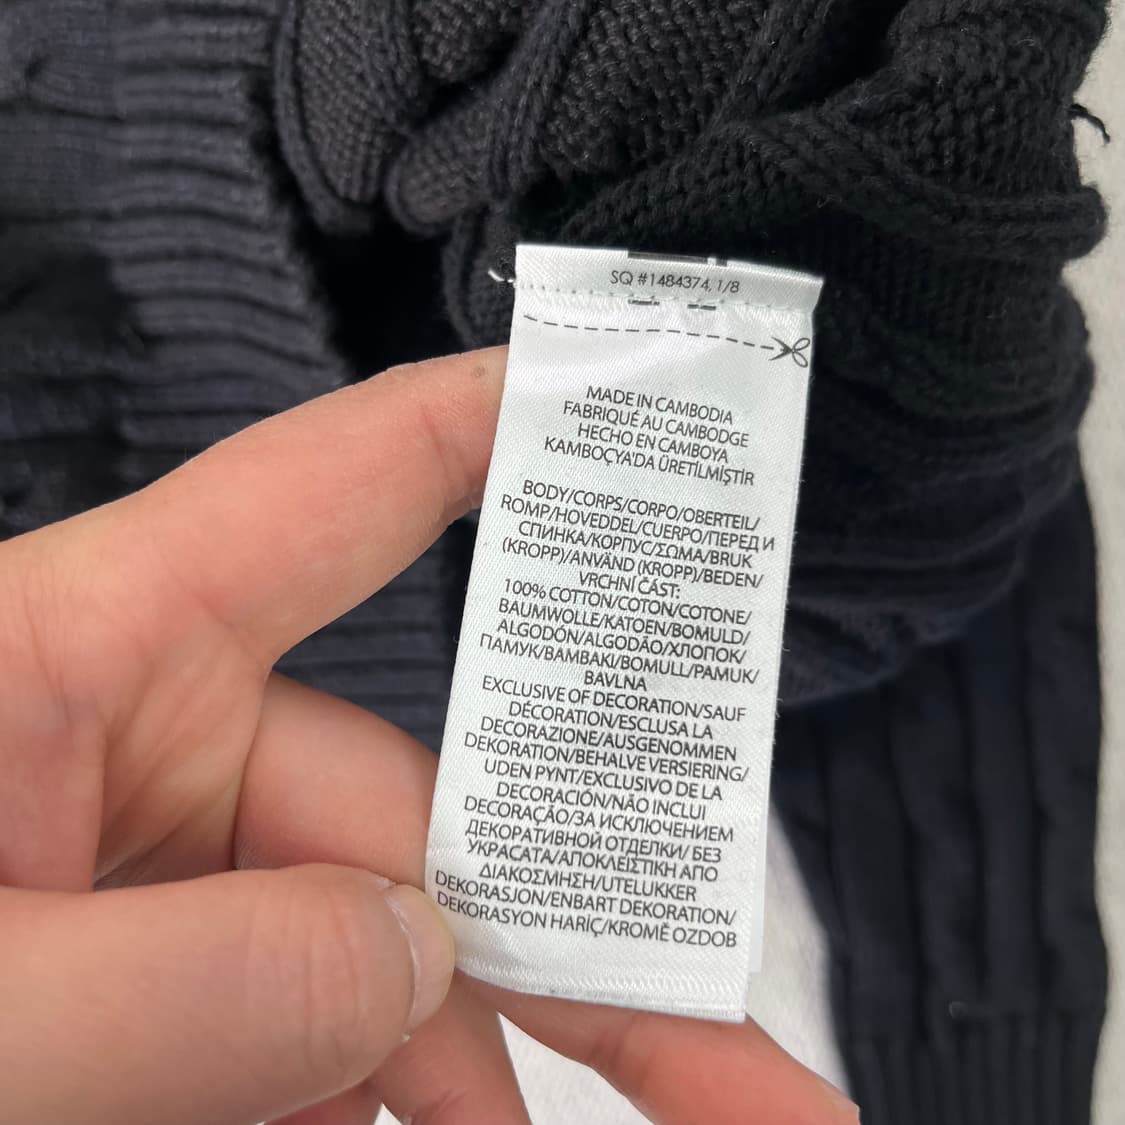 SQ #1484374, 1/8
MADE IN CAMBODIA
FABRIQUÉ AU CAMBODGE
HECHO EN CAMBOYA
KAMBOÇYA'DA ÜRETİLMİŞTİR
BODY/CORPS/CORPO/OBERTEIL/
ROMP/HOVEDDEL/CUERPO/ПЕРЕД И
СПИНКА/КОРПУС/ΣΩΜΑ/BRUK
(KROPP)/ANVÄND (KROPP)/BEDEN/
VRCHNÍ ČÁST:
100% COTTON/COTON/COTONE/
BAUMWOLLE/KATOEN/BOMULD/
ALGODÓN/ALGODÃO/ХЛОПОК/
ПАМУК/ΒΑΜΒΑΚΙ/BOMULL/PAMUK/
BAVLNA
EXCLUSIVE OF DECORATION/SAUF
DÉCORATION/ESCLUSA LA
DECORAZIONE/AUSGENOMMEN
DEKORATION/BEHALVE VERSIERING/
UDEN PYNT/EXCLUSIVO DE LA
DECORACIÓN/NÃO INCLUI
DECORAÇÃO/ЗА ИСКЛЮЧЕНИЕМ
ДЕКОРАТИВНОЙ ОТДЕЛКИ/ БЕЗ
УКРАСАТА/ΑΠΟΚΛΕΙΣΤΙΚΗ ΑΠΟ
ΔΙΑΚΟΣΜΗΣΗ/UTELUKKER
DEKORASJON/ENBART DEKORATION/
DEKORASYON HARİÇ/KROMĚ OZDOB